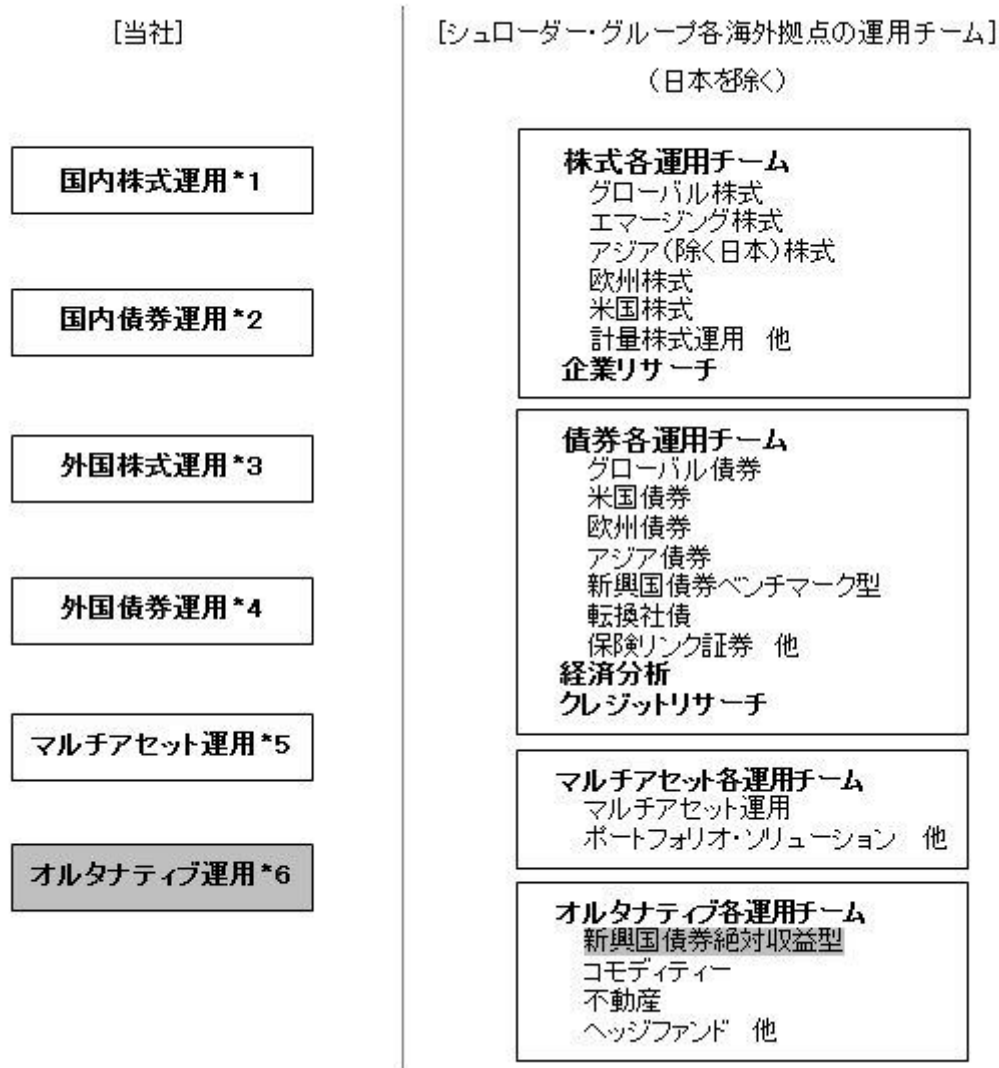 [当社]
国内株式運用*1
国内債券運用*2
外国株式運用*3
外国債券運用*4
マルチアセット運用*5
オルタナティブ運用*6
[シュローダー・グループ各海外拠点の運用チーム]
(日本を除く)
株式各運用チーム
グローバル株式
エマージング株式
アジア(除く日本)株式
欧州株式
米国株式
計量株式運用 他
企業リサーチ
債券各運用チーム
グローバル債券
米国債券
欧州債券
アジア債券
新興国債券ベンチマーク型
転換社債
保険リンク証券 他
経済分析
クレジットリサーチ
マルチアセット各運用チーム
マルチアセット運用
ポートフォリオ・ソリューション 他
オルタナティブ各運用チーム
新興国債券絶対収益型
コモディティー
不動産
ヘッジファンド 他